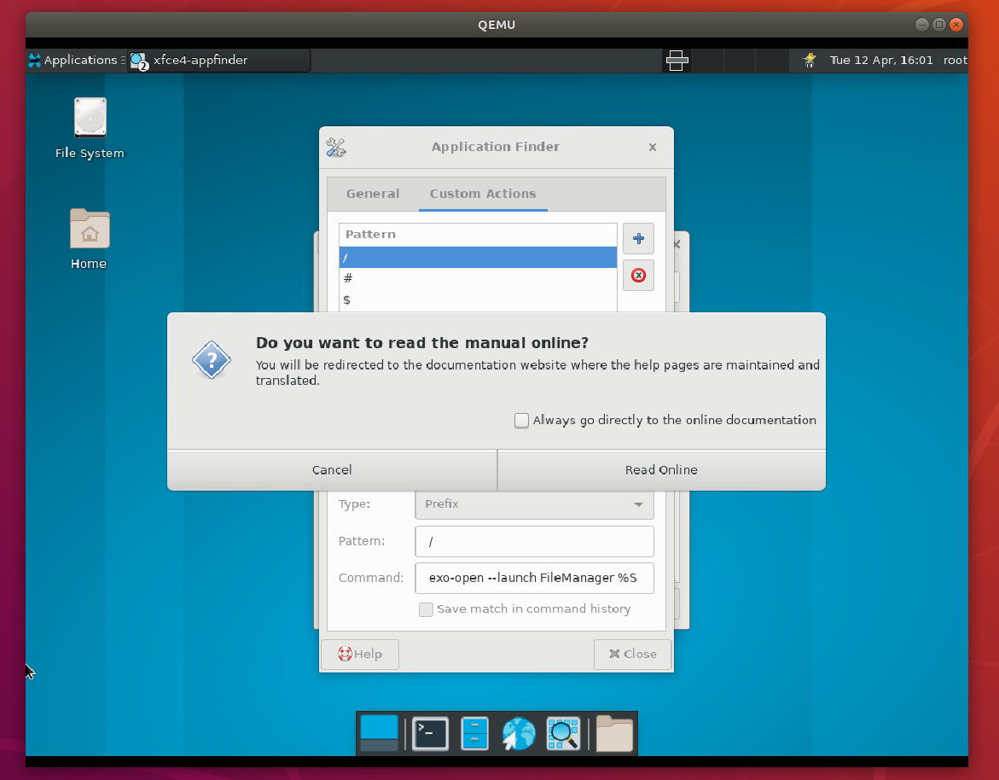 QEMU
Applications
2
xfce4-appfinder
Tue 12 Apr, 16:01
root
File System
Home
Application Finder
General
Custom Actions
Pattern
/
#
$
Do you want to read the manual online?
You will be redirected to the documentation website where the help pages are maintained and
translated.
Always go directly to the online documentation
Cancel
Read Online
Type:
Prefix
Pattern:
/
Command:
exo-open --launch FileManager %S
Save match in command history
Help
Close